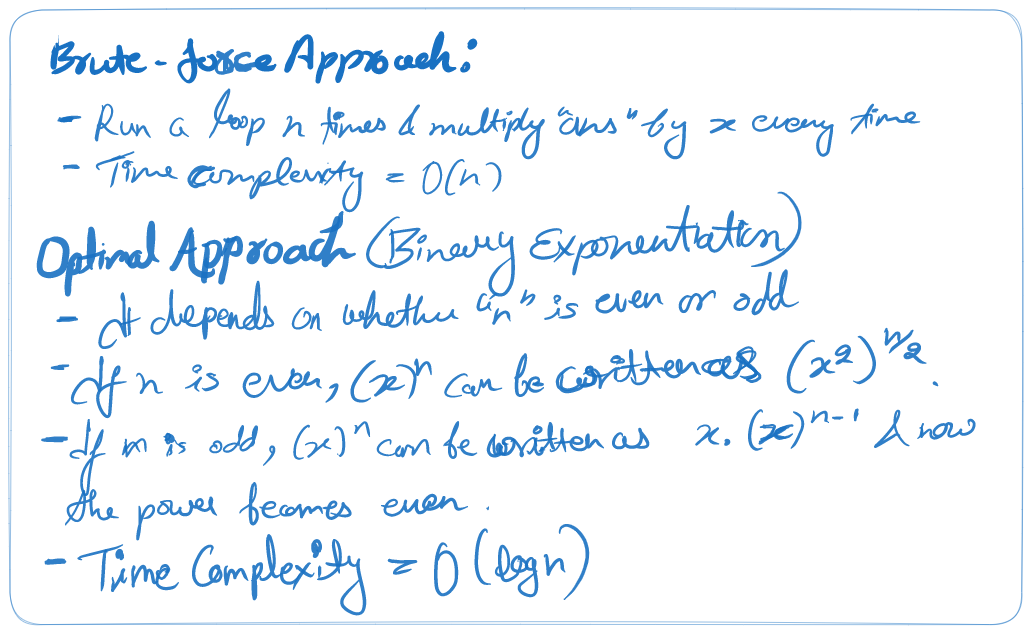 Brute-force Approach:
- Run a loop n times & multiply "ans" by x every time
- Time complexity = O(n)
Optimal Approach (Binary Exponentiation)
- It depends on whether "n" is even or odd
- If n is even, (x)^n can be written as (x^2)^n/2.
- If n is odd, (x)^n can be written as x.(x)^n-1 & now
the power becomes even.
- Time Complexity = O(logn)